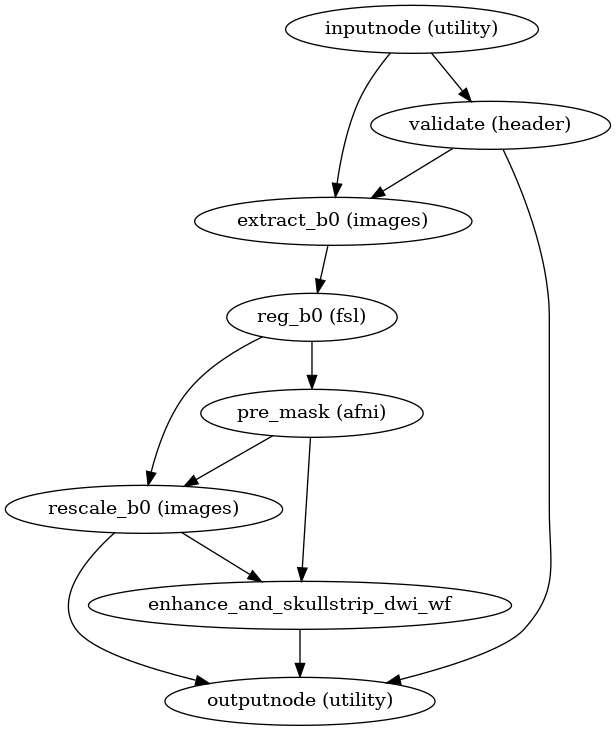 inputnode (utility)
validate (header)
extract_b0 (images)
reg_b0 (fsl)
pre_mask (afni)
rescale_b0 (images)
enhance_and_skullstrip_dwi_wf
outputnode (utility)